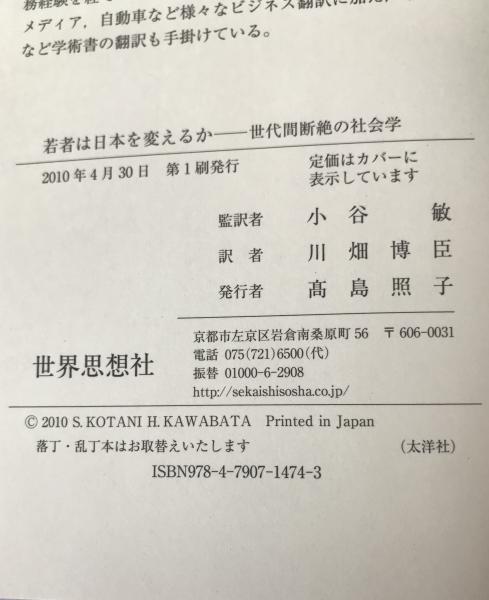 務経験を経て
メディア，自動車など様々なビジネス翻訳に加え，
など学術書の翻訳も手掛けている。
若者は日本を変えるか――世代間断絶の社会学
2010年4月30日　第1刷発行　定価はカバーに
表示しています
監訳者　小谷　敏
訳者　川畑博臣
発行者　髙島照子
世界思想社
京都市左京区岩倉南桑原町56　〒606-0031
電話 075(721)6500(代)
振替 01000-6-2908
http://sekaishisosha.co.jp/
© 2010 S. KOTANI H. KAWABATA　Printed in Japan
落丁・乱丁本はお取替えいたします　（太洋社）
ISBN978-4-7907-1474-3